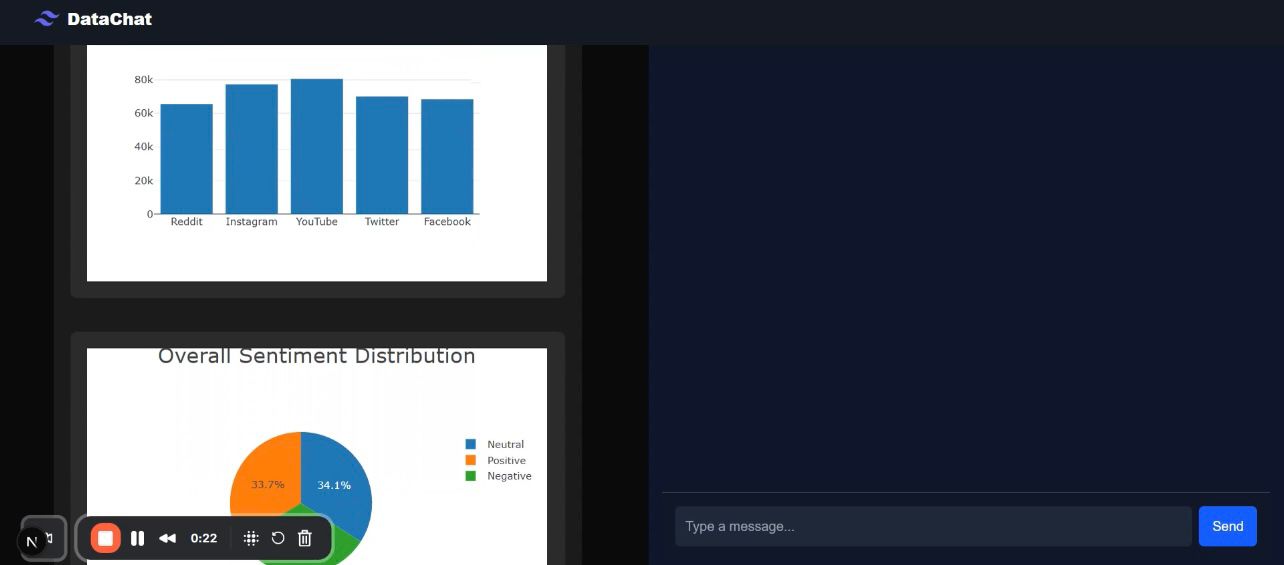 DataChat
80k
60k
40k
20k
0
Reddit Instagram YouTube Twitter Facebook
Overall Sentiment Distribution
Neutral
Positive
Negative
33.7% 34.1%
Type a message...
Send
N
0:22